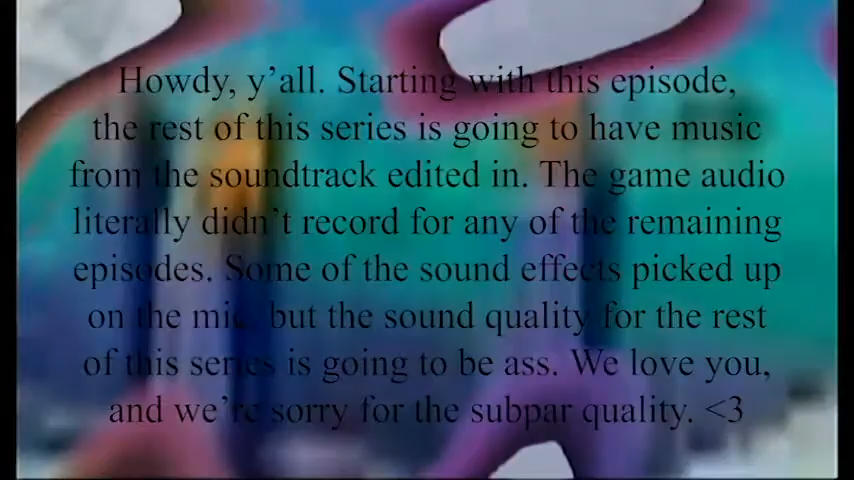 Howdy, y’all. Starting with this episode,
the rest of this series is going to have music
from the soundtrack edited in. The game audio
literally didn’t record for any of the remaining
episodes. Some of the sound effects picked up
on the mic, but the sound quality for the rest
of this series is going to be ass. We love you,
and we’re sorry for the subpar quality. <3